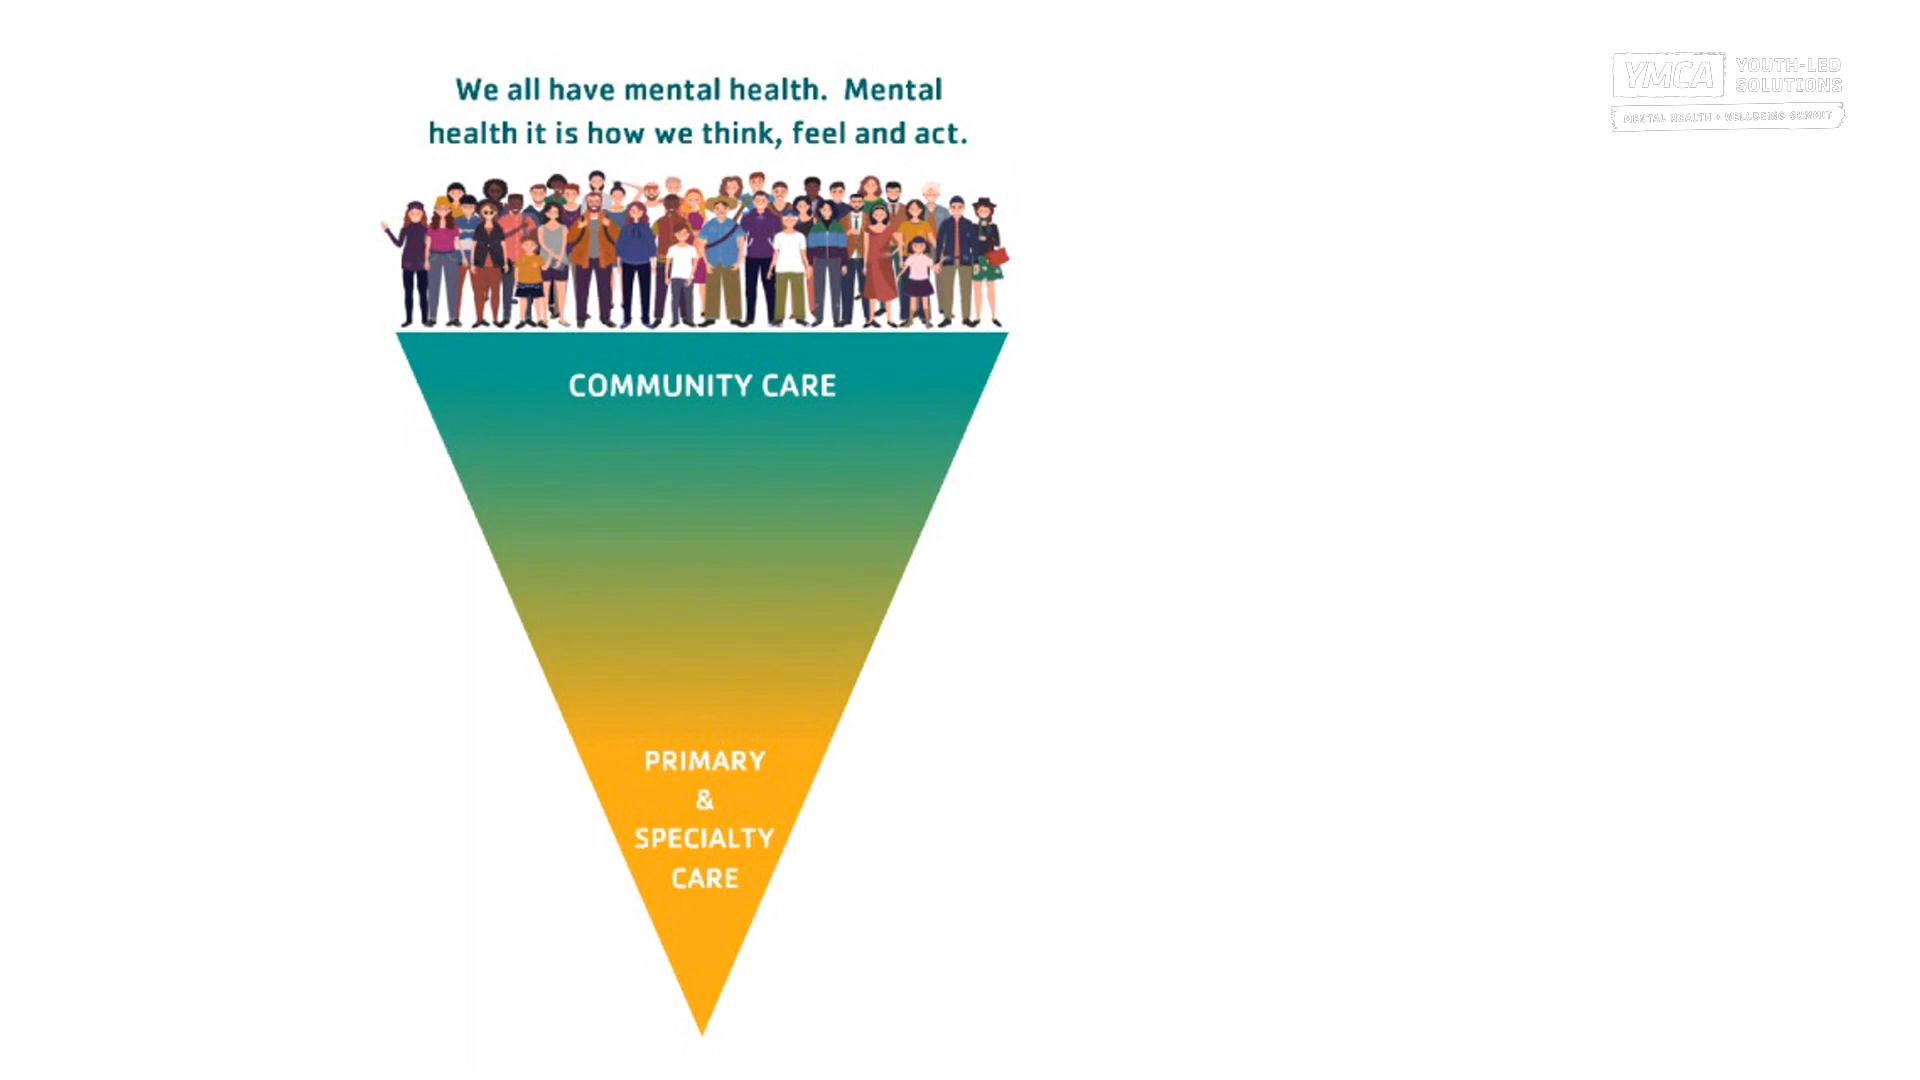 We all have mental health. Mental
health it is how we think, feel and act.
YMCA
YOUTH-LED
SOLUTIONS
MENTAL HEALTH + WELLBEING SUMMIT
COMMUNITY CARE
PRIMARY
&
SPECIALTY
CARE